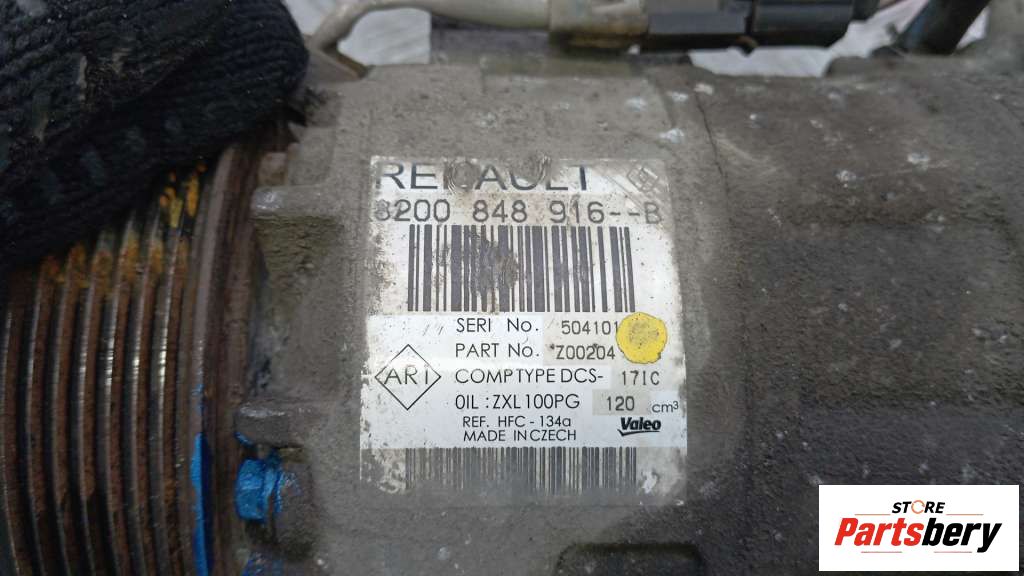 RENAULT
8200 848 916--B
SERI No. 504101
PART No. Z00204
ARI
COMPTYPE DCS- 171C
OIL : ZXL100PG 120 cm³
REF. HFC - 134a
MADE IN CZECH
Valeo
STORE
Partsbery